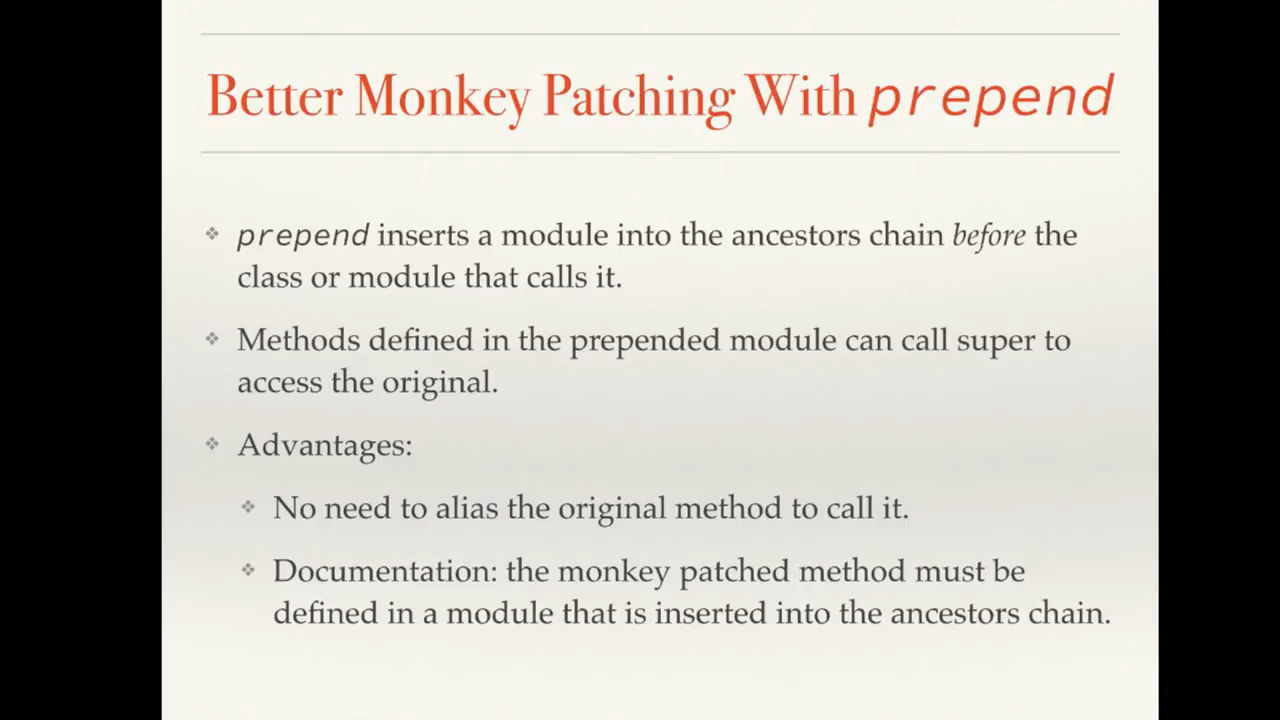 Better Monkey Patching With prepend
prepend inserts a module into the ancestors chain before the
class or module that calls it.
Methods defined in the prepended module can call super to
access the original.
Advantages:
No need to alias the original method to call it.
Documentation: the monkey patched method must be
defined in a module that is inserted into the ancestors chain.